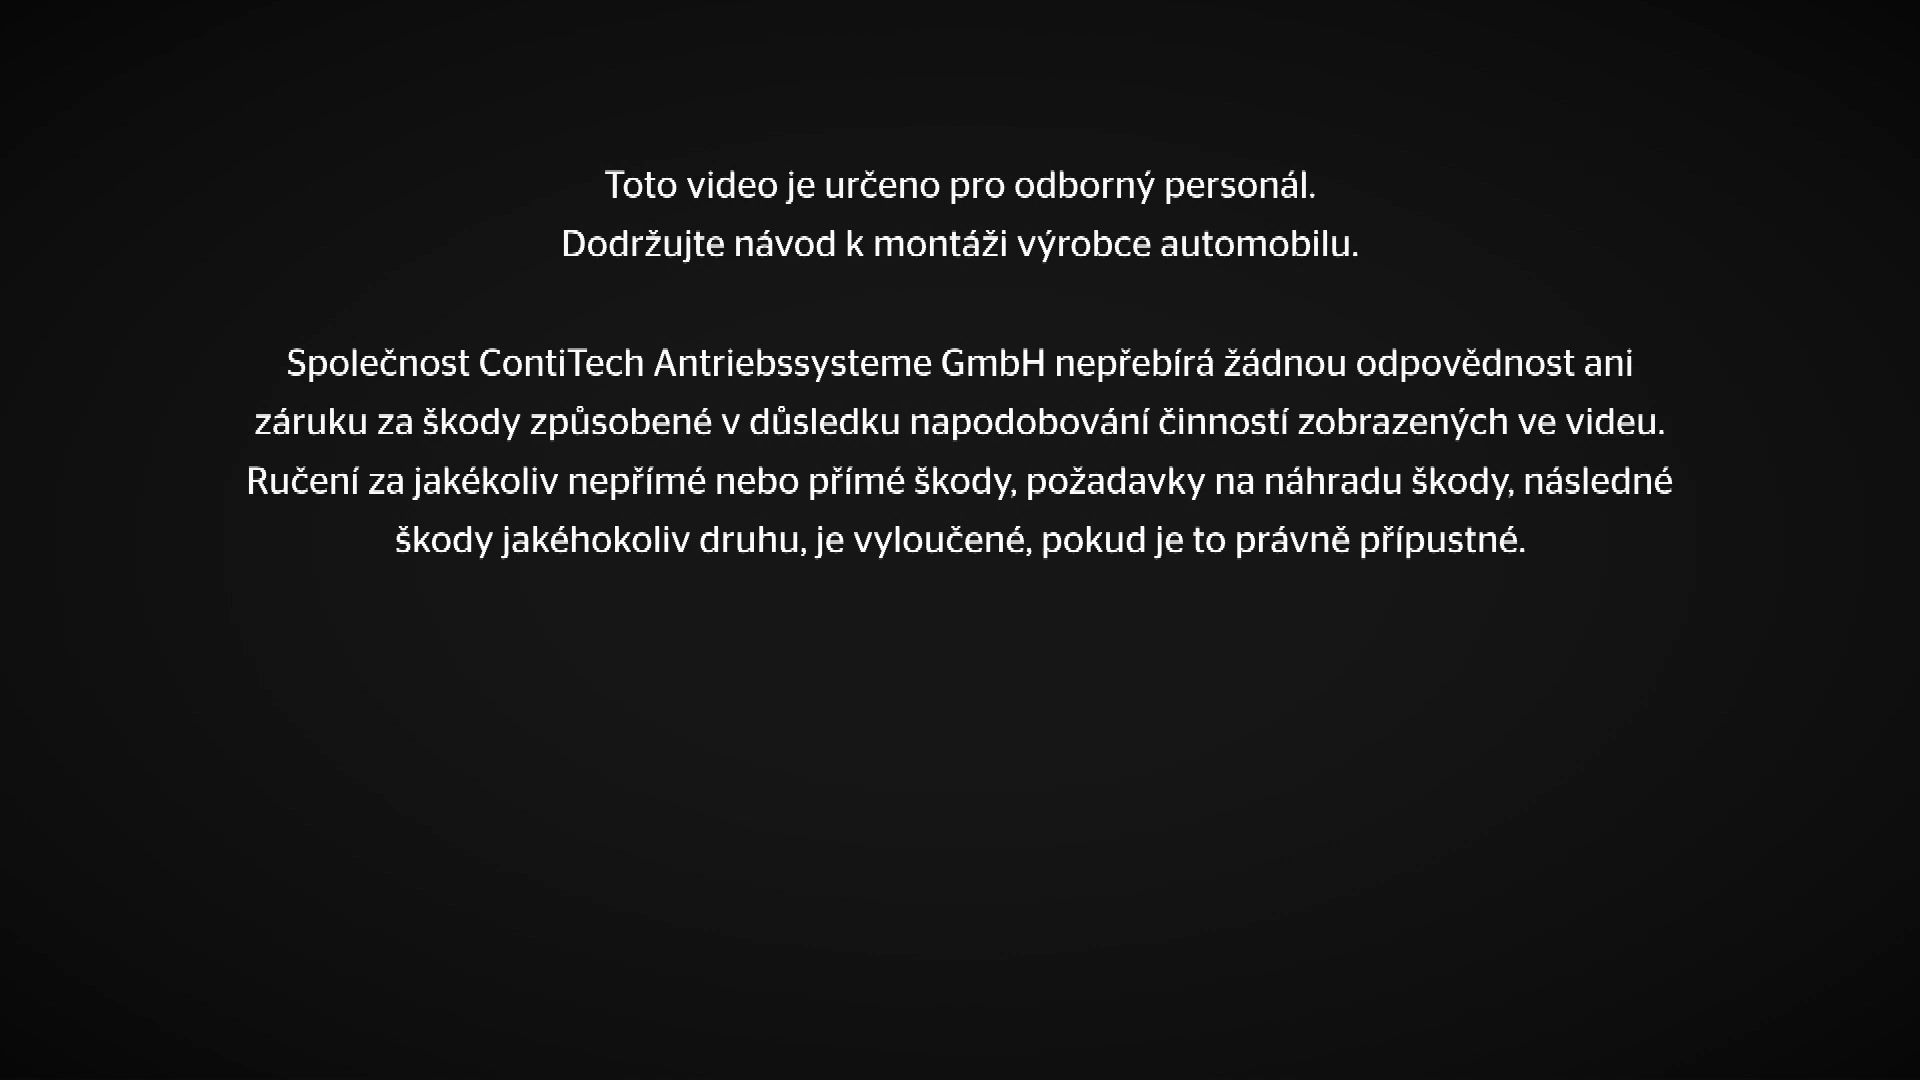 Toto video je určeno pro odborný personál.
Dodržujte návod k montáži výrobce automobilu.
Společnost ContiTech Antriebssysteme GmbH nepřebírá žádnou odpovědnost ani
záruku za škody způsobené v důsledku napodobování činností zobrazených ve videu.
Ručení za jakékoliv nepřímé nebo přímé škody, požadavky na náhradu škody, následné
škody jakéhokoliv druhu, je vyloučené, pokud je to právně přípustné.